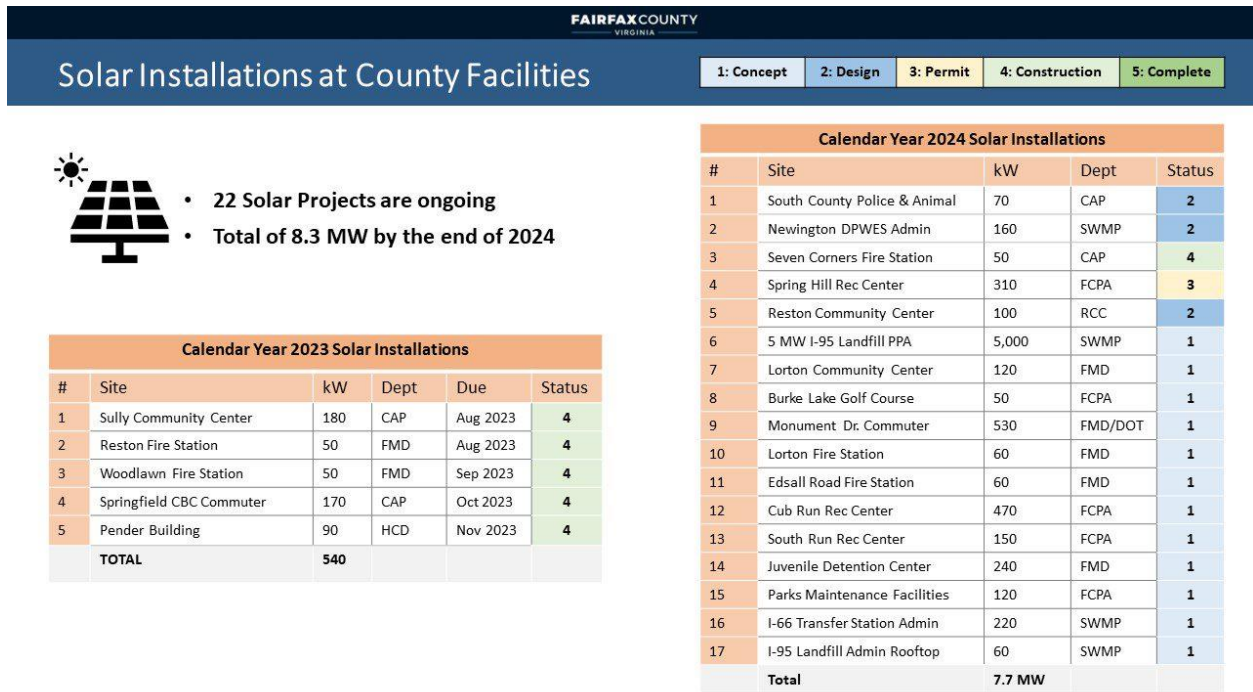 FAIRFAXCOUNTY
VIRGINIA
Solar Installations at County Facilities
1: Concept 2: Design 3: Permit 4: Construction 5: Complete
• 22 Solar Projects are ongoing
• Total of 8.3 MW by the end of 2024
Calendar Year 2023 Solar Installations
# Site kW Dept Due Status
1 Sully Community Center 180 CAP Aug 2023 4
2 Reston Fire Station 50 FMD Aug 2023 4
3 Woodlawn Fire Station 50 FMD Sep 2023 4
4 Springfield CBC Commuter 170 CAP Oct 2023 4
5 Pender Building 90 HCD Nov 2023 4
TOTAL 540
Calendar Year 2024 Solar Installations
# Site kW Dept Status
1 South County Police & Animal 70 CAP 2
2 Newington DPWES Admin 160 SWMP 2
3 Seven Corners Fire Station 50 CAP 4
4 Spring Hill Rec Center 310 FCPA 3
5 Reston Community Center 100 RCC 2
6 5 MW I-95 Landfill PPA 5,000 SWMP 1
7 Lorton Community Center 120 FMD 1
8 Burke Lake Golf Course 50 FCPA 1
9 Monument Dr. Commuter 530 FMD/DOT 1
10 Lorton Fire Station 60 FMD 1
11 Edsall Road Fire Station 60 FMD 1
12 Cub Run Rec Center 470 FCPA 1
13 South Run Rec Center 150 FCPA 1
14 Juvenile Detention Center 240 FMD 1
15 Parks Maintenance Facilities 120 FCPA 1
16 I-66 Transfer Station Admin 220 SWMP 1
17 I-95 Landfill Admin Rooftop 60 SWMP 1
Total 7.7 MW